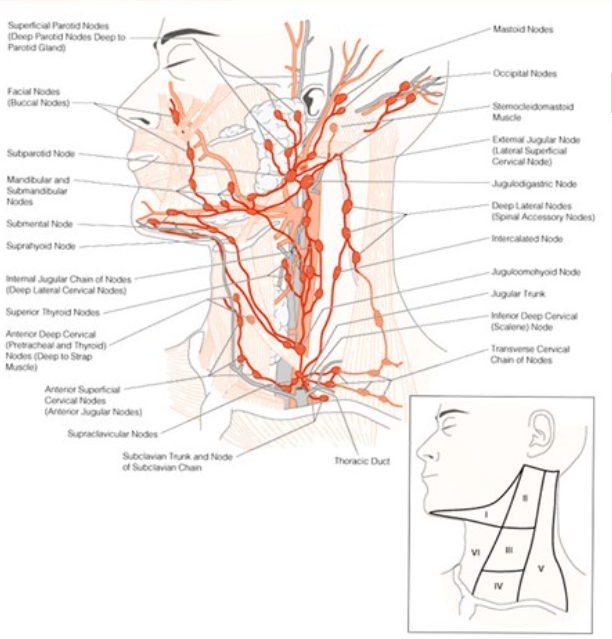 Superficial Parotid Nodes
(Deep Parotid Nodes Deep to
Parotid Gland)
Facial Nodes
(Buccal Nodes)
Subparotid Node
Mandibular and
Submandibular
Nodes
Submental Node
Suprahyoid Node
Internal Jugular Chain of Nodes
(Deep Lateral Cervical Nodes)
Superior Thyroid Nodes
Anterior Deep Cervical
(Pretracheal and Thyroid)
Nodes (Deep to Strap
Muscle)
Anterior Superficial
Cervical Nodes
(Anterior Jugular Nodes)
Supraclavicular Nodes
Subclavian Trunk and Node
of Subclavian Chain
Thoracic Duct
Mastoid Nodes
Occipital Nodes
Sternocleidomastoid
Muscle
External Jugular Node
(Lateral Superficial
Cervical Node)
Jugulodigastric Node
Deep Lateral Nodes
(Spinal Accessory Nodes)
Intercalated Node
Juguloomohyoid Node
Jugular Trunk
Inferior Deep Cervical
(Scalene) Node
Transverse Cervical
Chain of Nodes
I
II
III
IV
V
VI